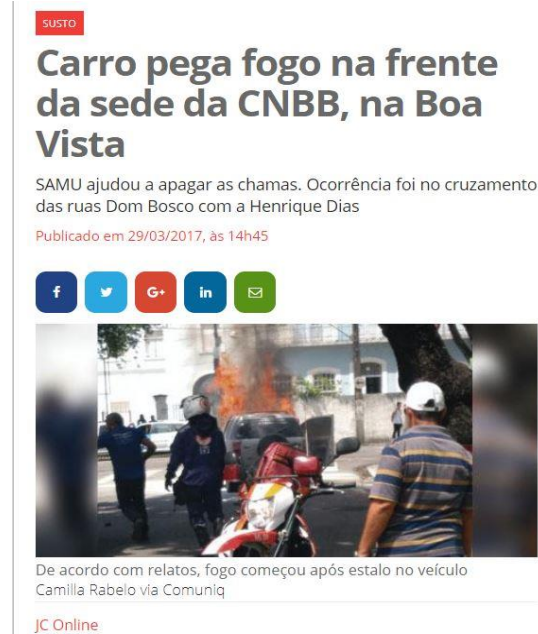 SUSTO
Carro pega fogo na frente
da sede da CNBB, na Boa
Vista
SAMU ajudou a apagar as chamas. Ocorrência foi no cruzamento
das ruas Dom Bosco com a Henrique Dias
Publicado em 29/03/2017, às 14h45
f
G+
in
De acordo com relatos, fogo começou após estalo no veículo
Camilla Rabelo via Comuniq
JC Online